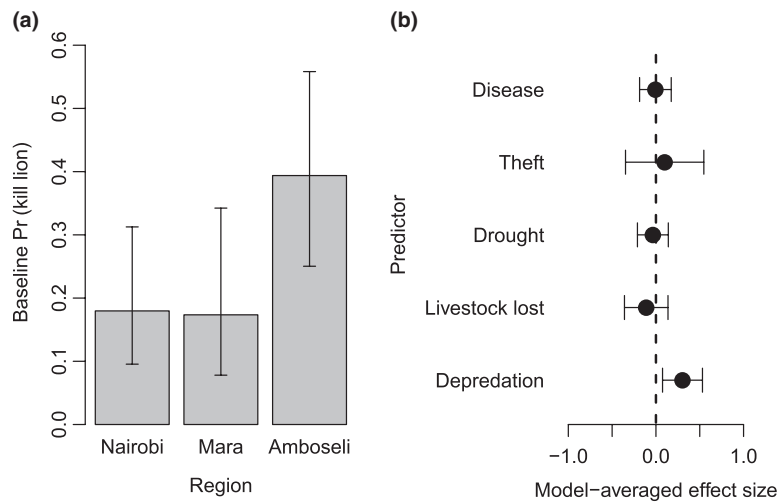 (a)
Baseline Pr (kill lion)
0.6
0.5
0.4
0.3
0.2
0.1
0.0
Nairobi Mara Amboseli
Region
(b)
Predictor
Disease
Theft
Drought
Livestock lost
Depredation
−1.0 0.0 1.0
Model−averaged effect size